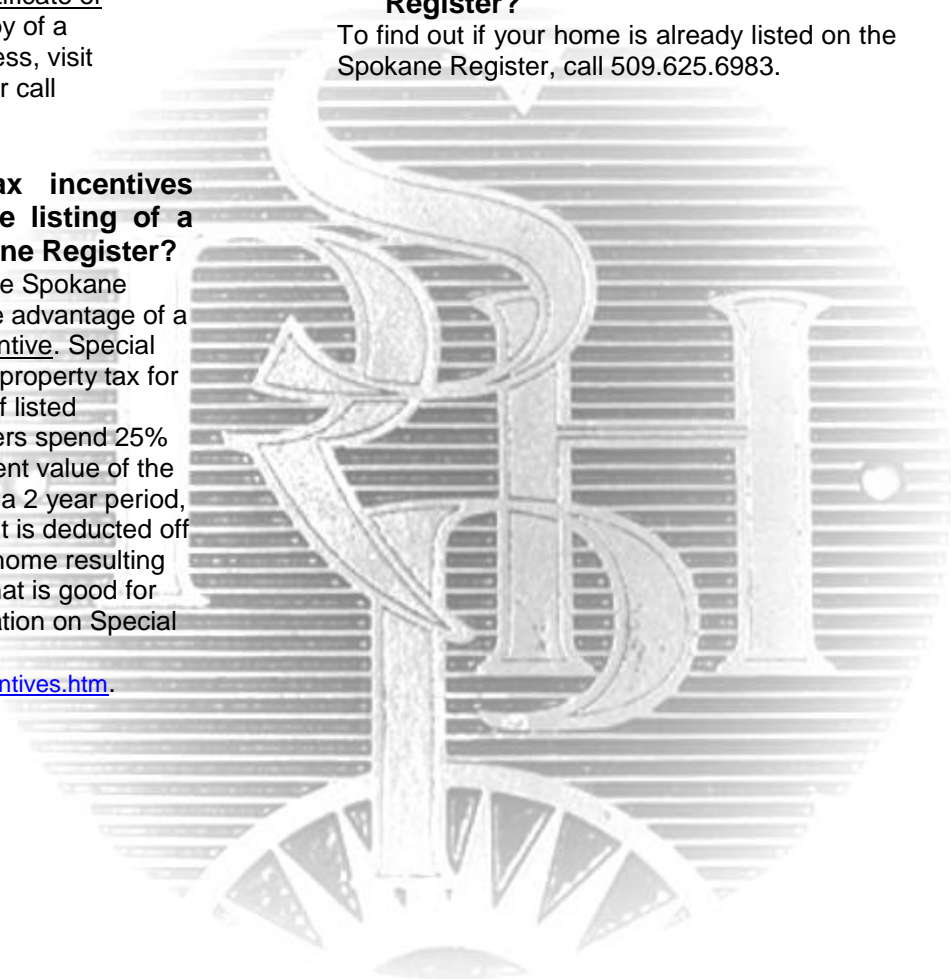 tificate of
y of a
ess, visit
r call
ax incentives
e listing of a
ne Register?
e Spokane
e advantage of a
ntive. Special
property tax for
f listed
ers spend 25%
ent value of the
a 2 year period,
t is deducted off
home resulting
hat is good for
ation on Special
ntives.htm.
Register?
To find out if your home is already listed on the
Spokane Register, call 509.625.6983.